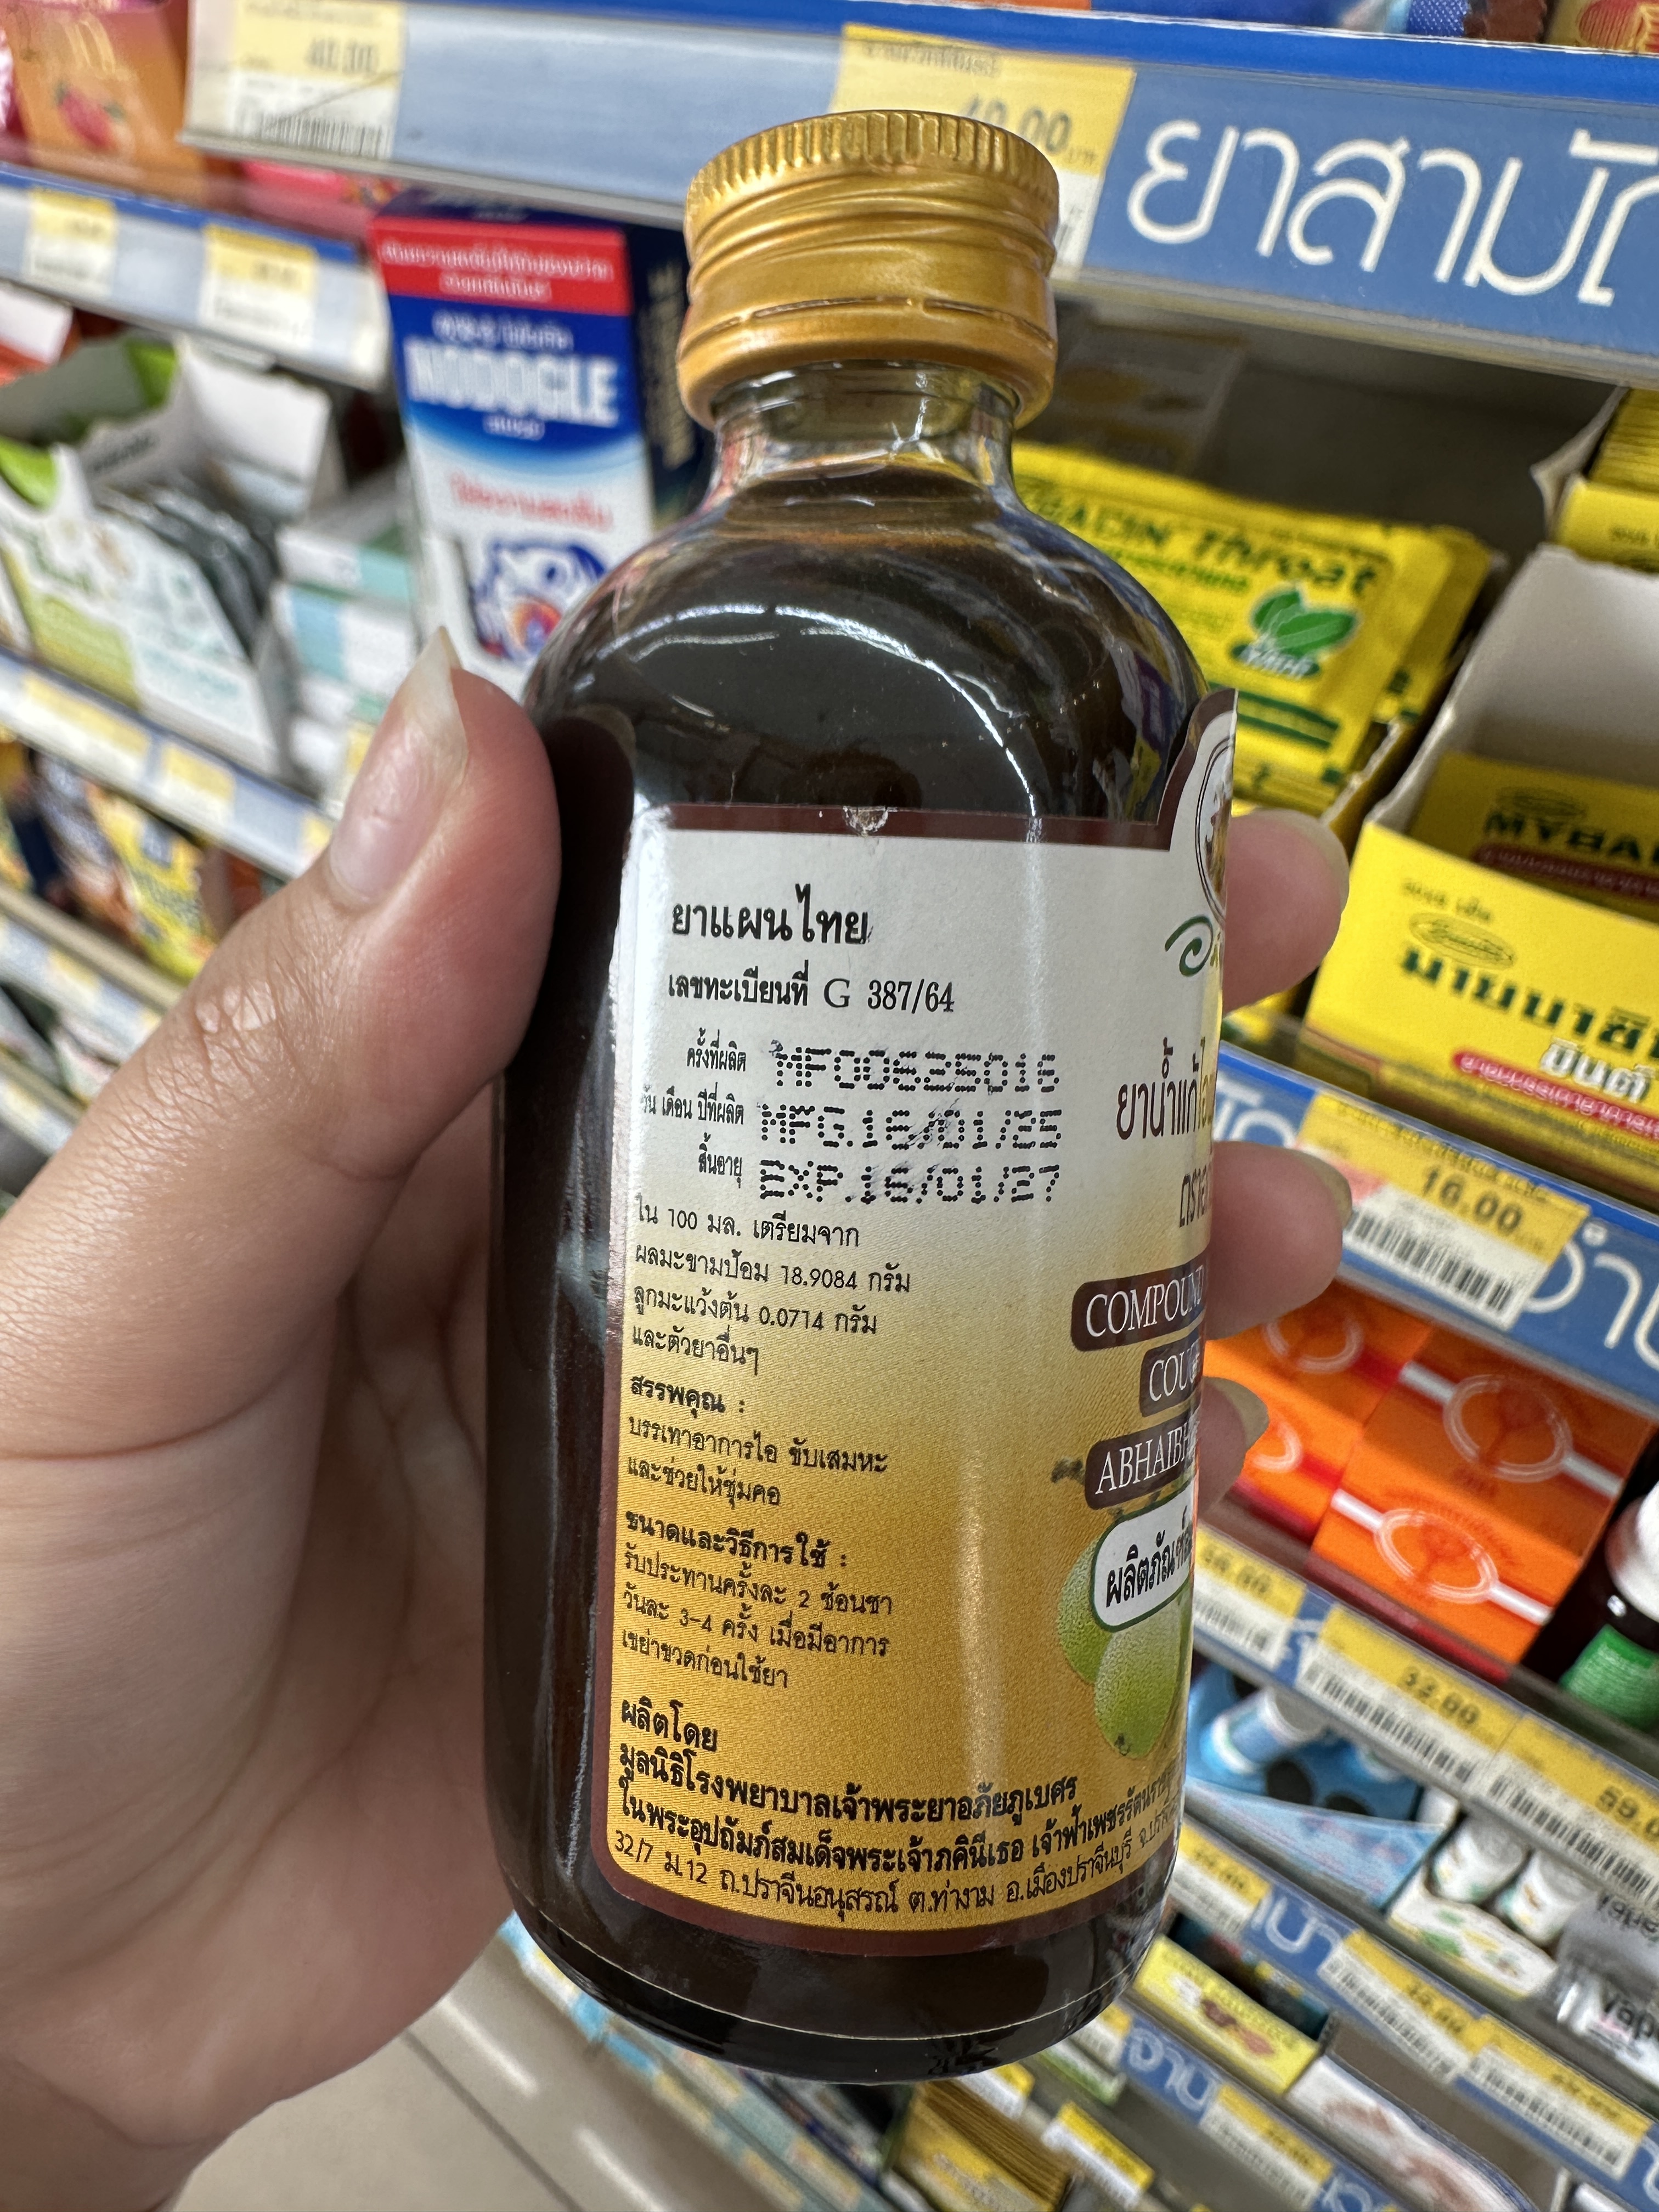 40.00
ยาสามั
NODOGLE
Throat
ยาแผนไทย
เลขทะเบียนที่ G 387/64
ครั้งที่ผลิต MF00625016
วัน เดือน ปีที่ผลิต MFG.16/01/25
สิ้นอายุ EXP.16/01/27
ใน 100 มล. เตรียมจาก
ผลมะขามป้อม 18.9084 กรัม
ลูกมะแว้งต้น 0.0714 กรัม
และตัวยาอื่นๆ
สรรพคุณ :
บรรเทาอาการไอ ขับเสมหะ
และช่วยให้ชุ่มคอ
ขนาดและวิธีการใช้ :
รับประทานครั้งละ 2 ช้อนชา
วันละ 3-4 ครั้ง เมื่อมีอาการ
เขย่าขวดก่อนใช้ยา
ผลิตโดย
มูลนิธิโรงพยาบาลเจ้าพระยาอภัยภูเบศร
ในพระอุปถัมภ์สมเด็จพระเจ้าภคินีเธอ เจ้าฟ้าเพชรรัตนรา
32/7 ม.12 ถ.ปราจีนอนุสรณ์ ต.ท่างาม อ.เมืองปราจีนบุรี จ.ปรา
ยาน้ำแก้ไอ
ตรา
COMPOUND
COUG
ABHAIBH
ผลิตภัณฑ์
MYBA
มายบาซิ
มินต์
16.00
32.00
59.0